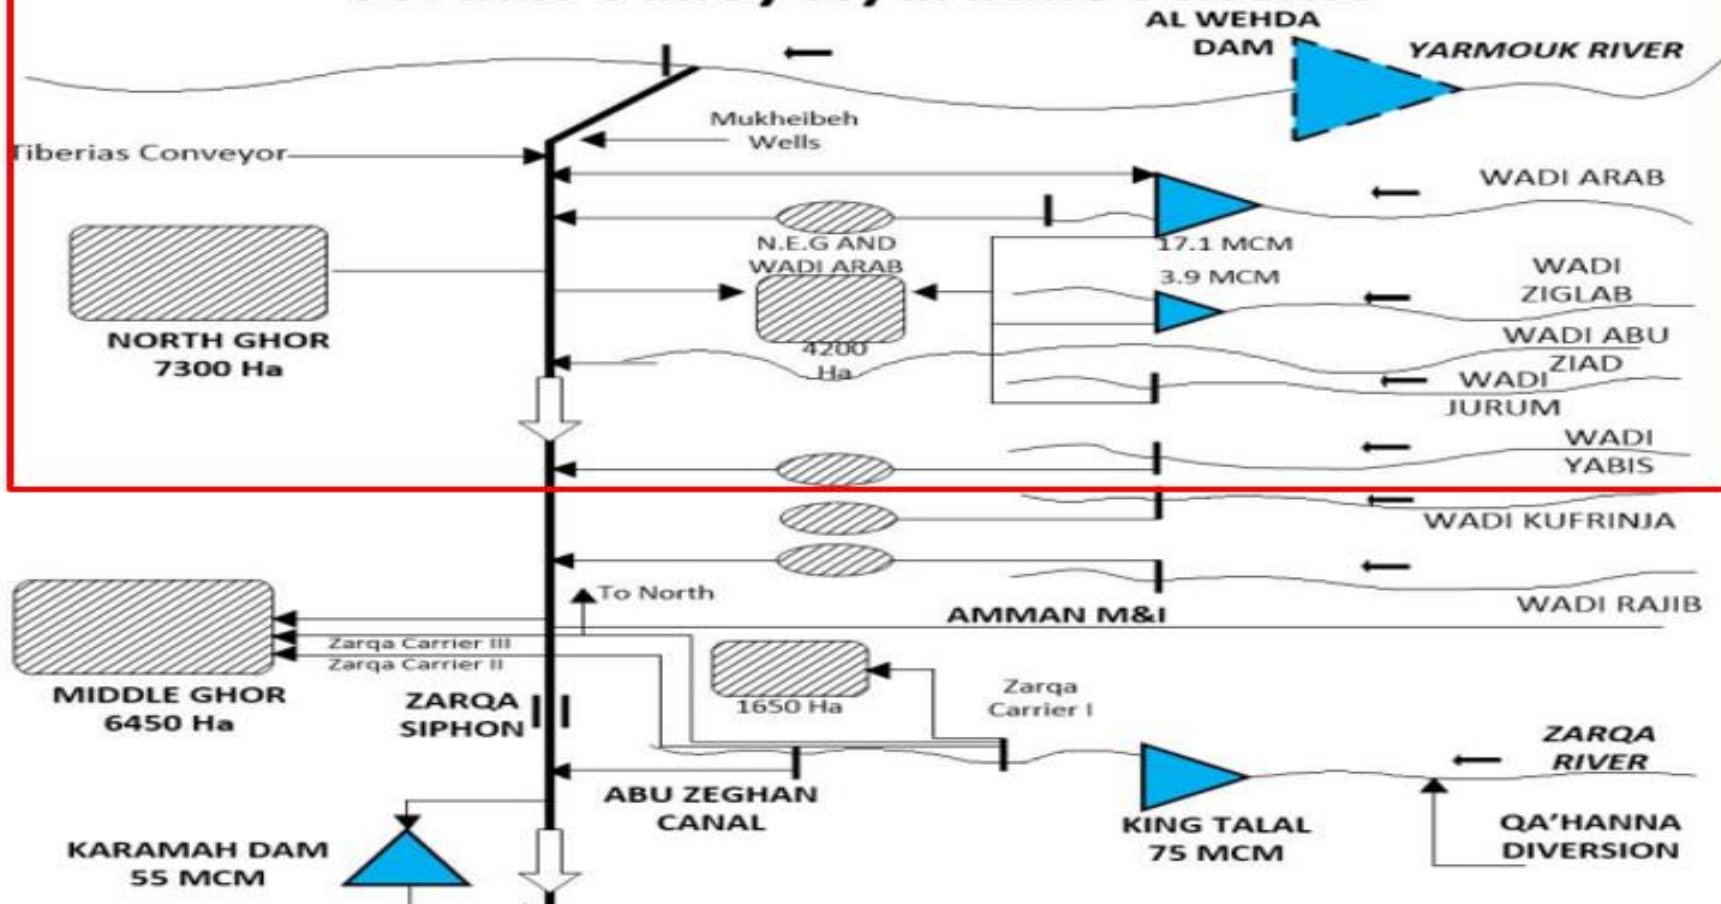 AL WEHDA
DAM
YARMOUK RIVER
Mukheibeh
Wells
Tiberias Conveyor
WADI ARAB
N.E.G AND
WADI ARAB
17.1 MCM
3.9 MCM
WADI
ZIGLAB
NORTH GHOR
7300 Ha
4200
Ha
WADI ABU
ZIAD
WADI
JURUM
WADI
YABIS
WADI KUFRINJA
To North
AMMAN M&I
WADI RAJIB
Zarqa Carrier III
Zarqa Carrier II
MIDDLE GHOR
6450 Ha
ZARQA
SIPHON
1650 Ha
Zarqa
Carrier I
ZARQA
RIVER
ABU ZEGHAN
CANAL
KING TALAL
75 MCM
QA'HANNA
DIVERSION
KARAMAH DAM
55 MCM